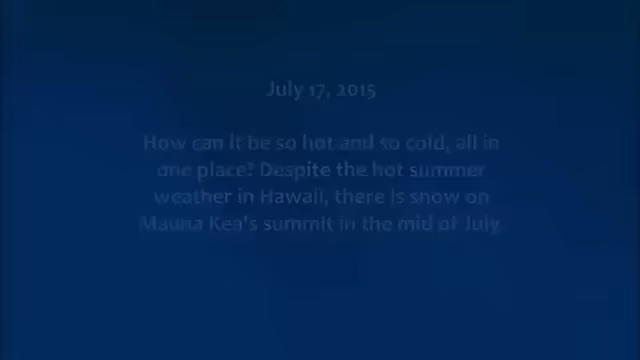 July 17, 2015
How can it be so hot and so cold, all in
one place? Despite the hot summer
weather in Hawaii, there is snow on
Mauna Kea's summit in the mid of July